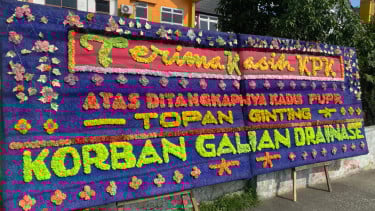 Terima Kasih KPK
ATAS DITANGKAPNYA KADIS PUPR
— TOPAN GINTING —
KORBAN GALIAN DRAINASE